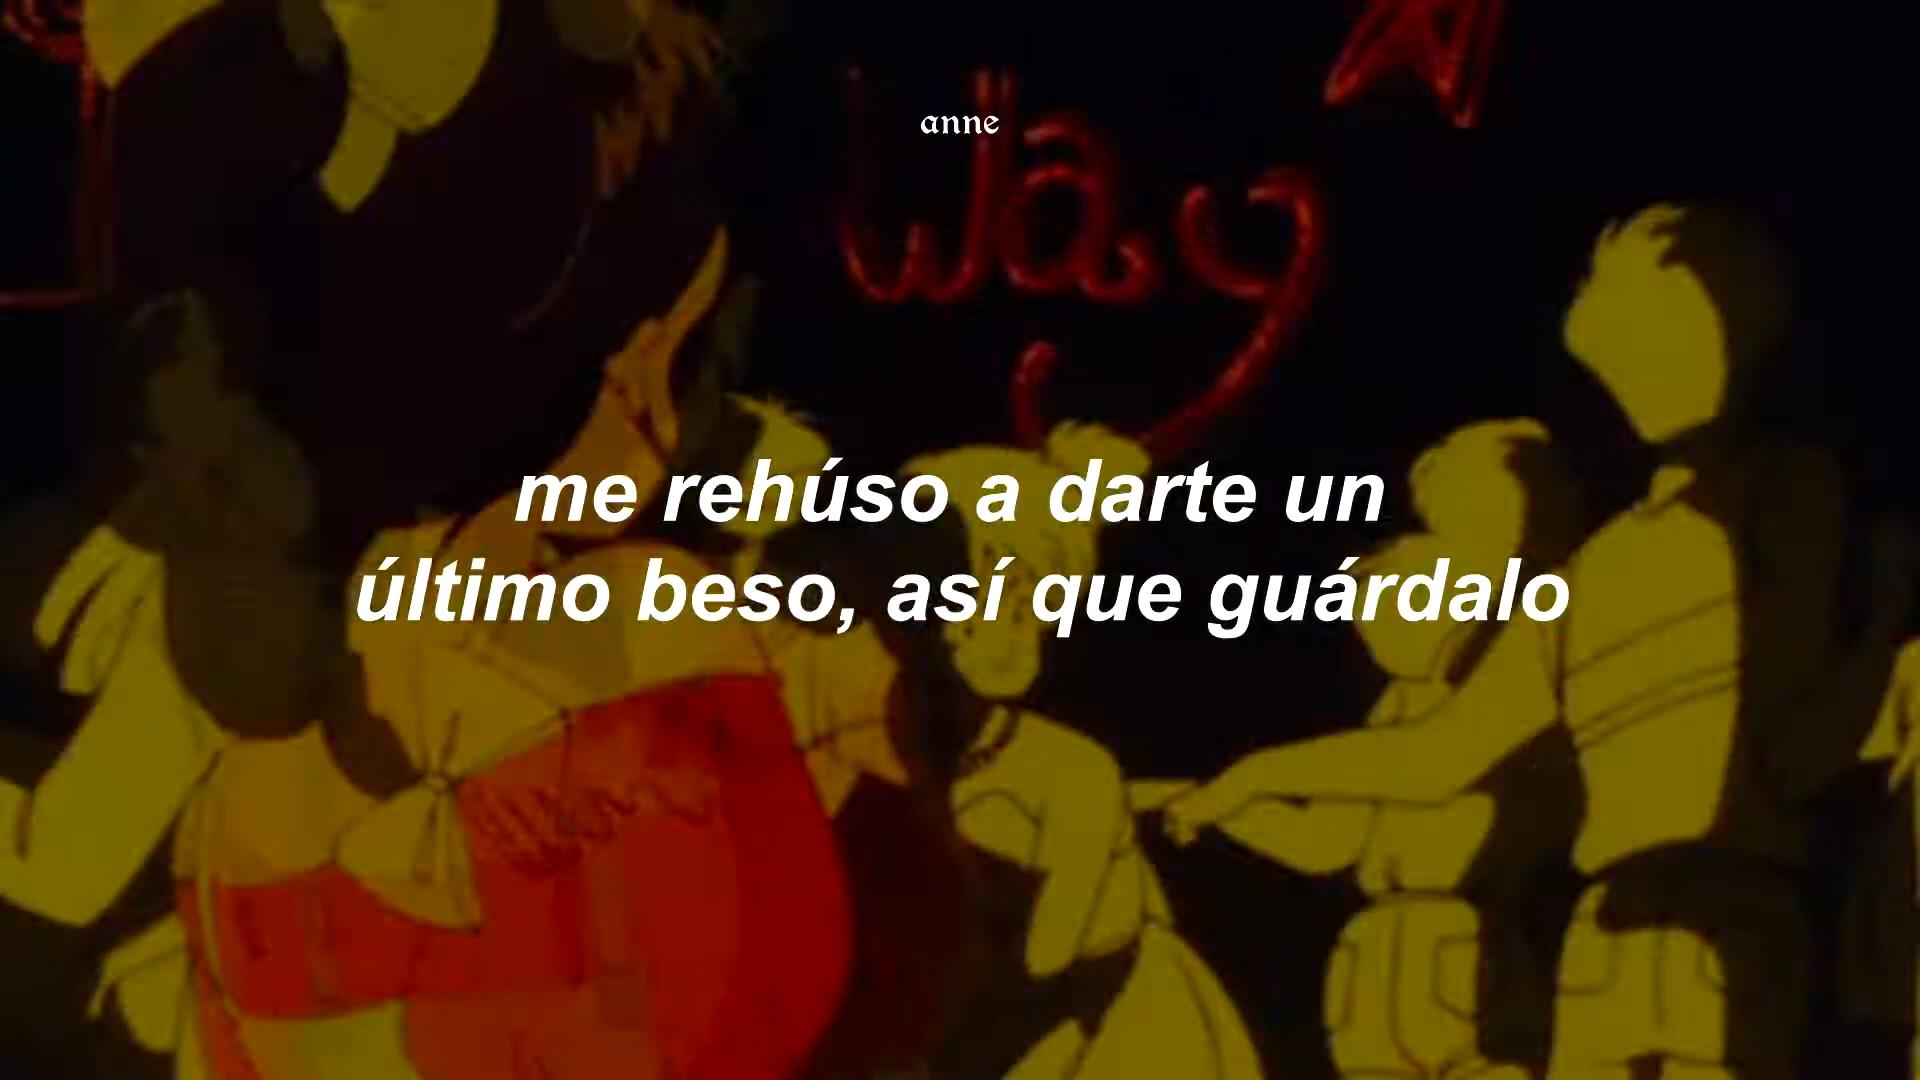 anne
way
me rehúso a darte un
último beso, así que guárdalo